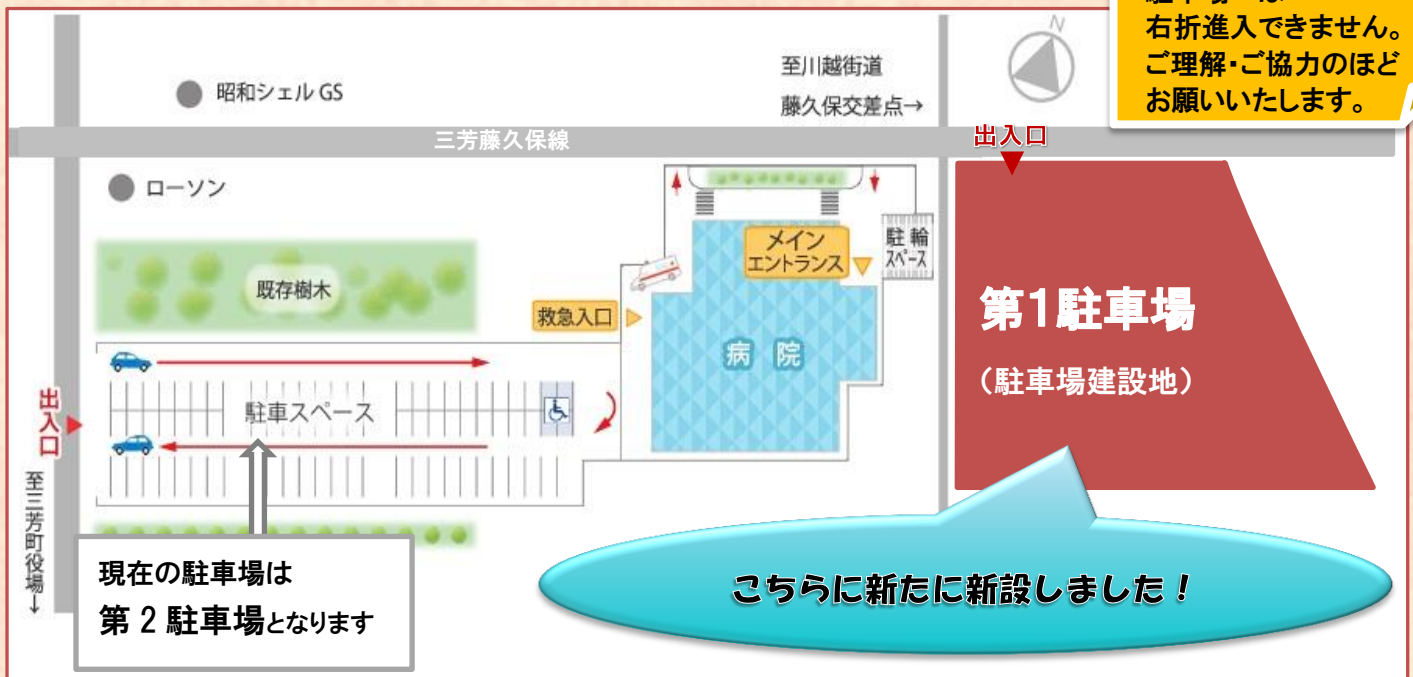 右折進入できません。
ご理解・ご協力のほど
お願いいたします。
N
至川越街道
藤久保交差点→
昭和シェル GS
三芳藤久保線
出入口
ローソン
既存樹木
メイン
エントランス
駐輪
スペース
救急入口
病 院
第1駐車場
（駐車場建設地）
駐車スペース
出入口
至三芳町役場→
現在の駐車場は
第２駐車場となります
こちらに新たに新設しました！